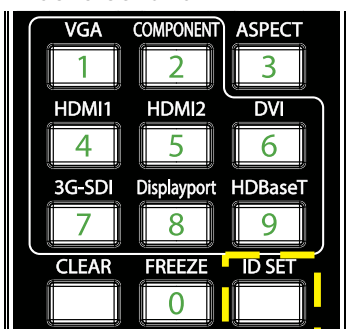 VGA COMPONENT ASPECT
1 2 3
HDMI1 HDMI2 DVI
4 5 6
3G-SDI Displayport HDBaseT
7 8 9
CLEAR FREEZE ID SET
0